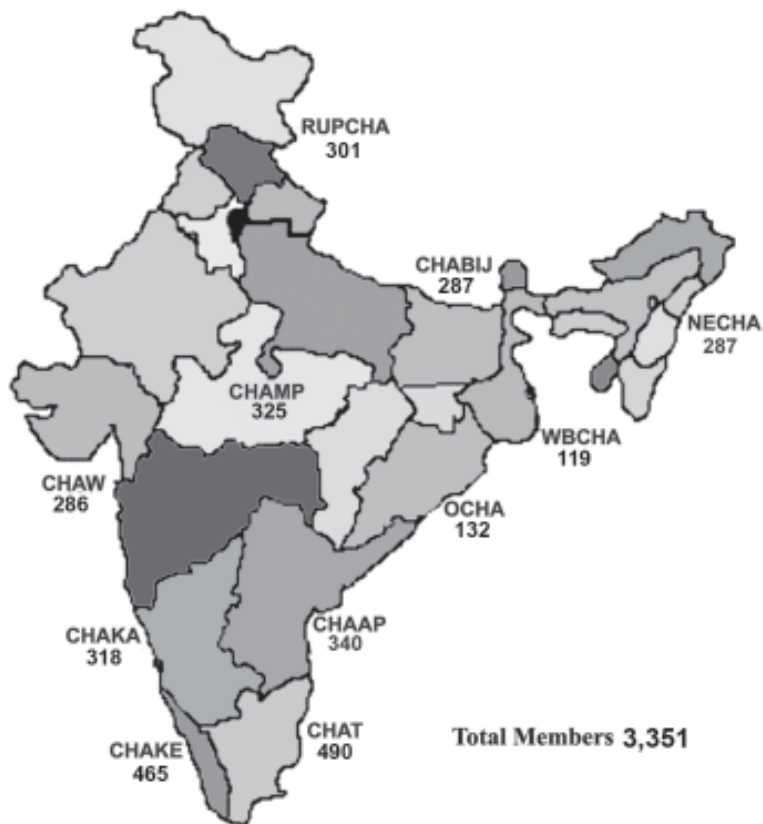 RUPCHA
301
CHABIJ
287
NECHA
287
CHAMP
325
WBCHA
119
CHAW
286
OCHA
132
CHAAP
340
CHAKA
318
CHAT
490
Total Members 3,351
CHAKE
465